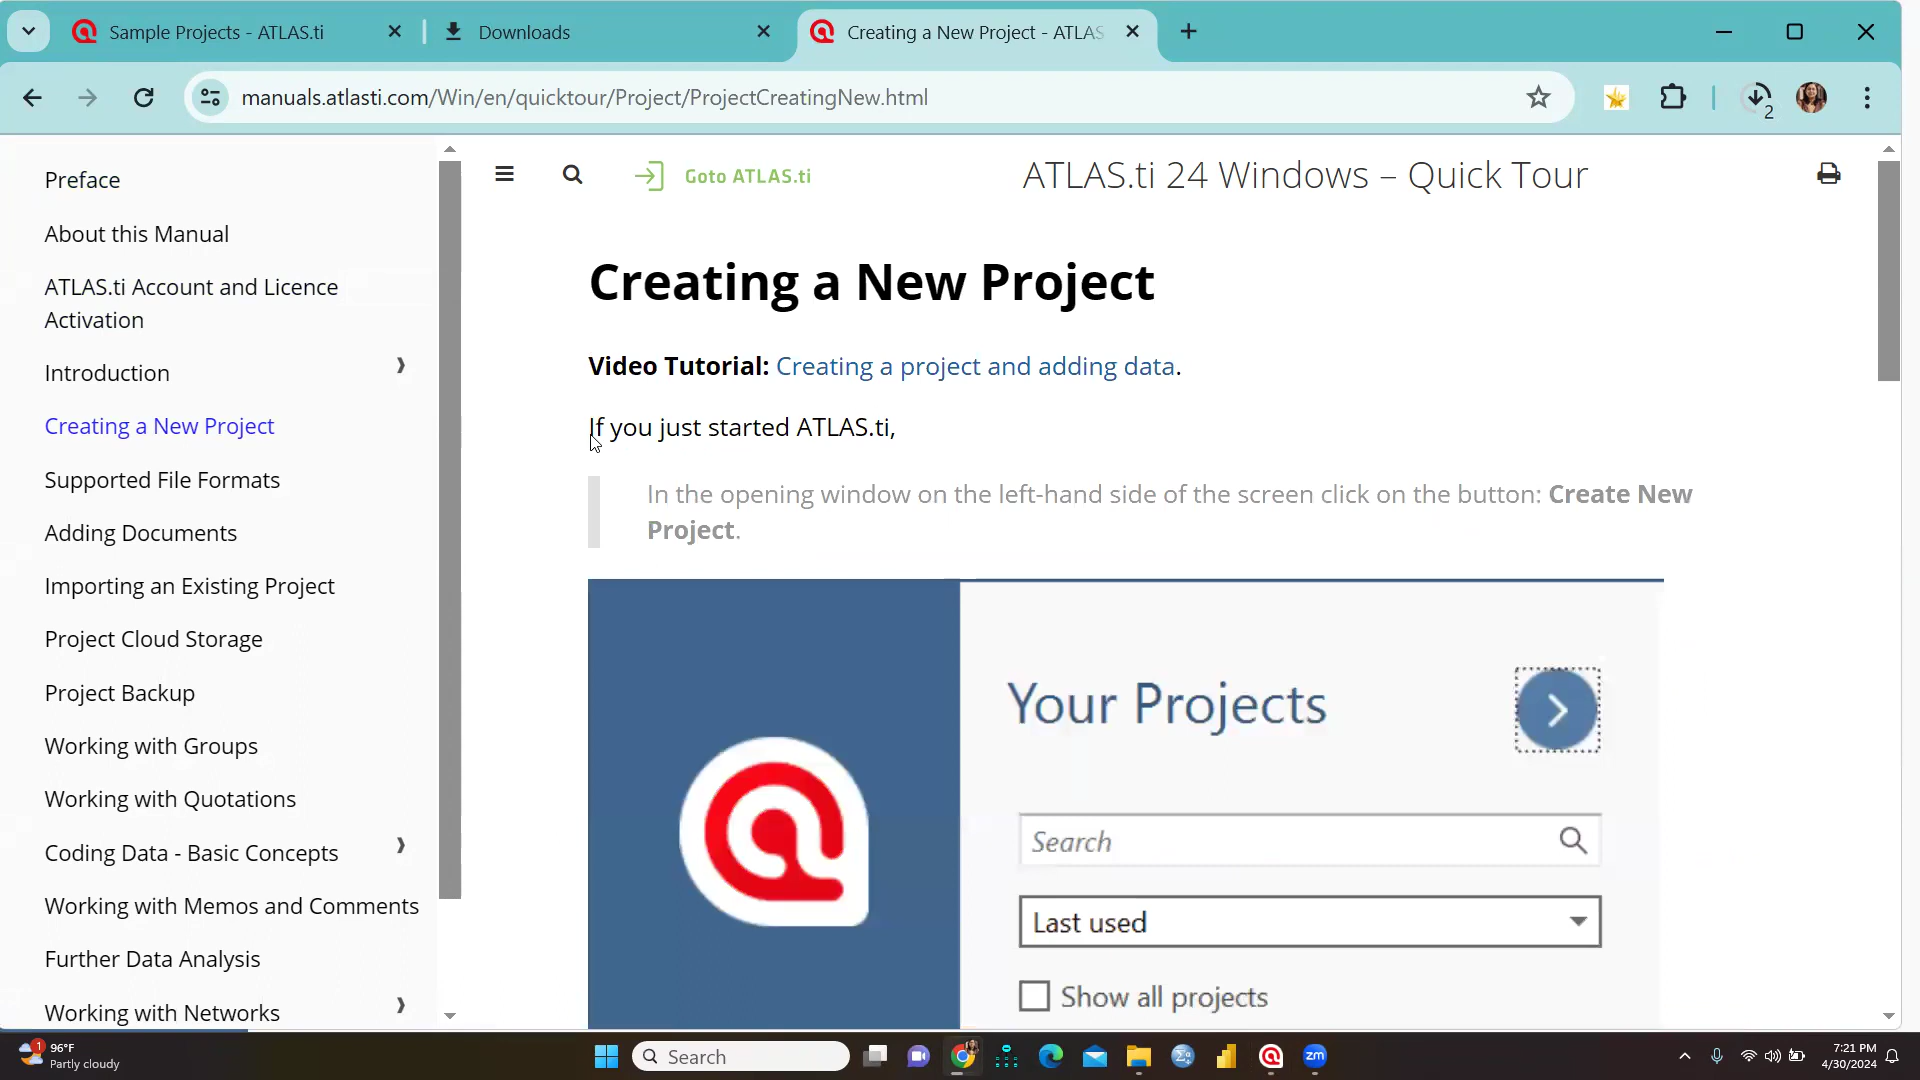 Sample Projects - ATLAS.ti
Downloads
Creating a New Project - ATLAS
manuals.atlasti.com/Win/en/quicktour/Project/ProjectCreatingNew.html
2
Preface
About this Manual
ATLAS.ti Account and Licence
Activation
Introduction
Creating a New Project
Supported File Formats
Adding Documents
Importing an Existing Project
Project Cloud Storage
Project Backup
Working with Groups
Working with Quotations
Coding Data - Basic Concepts
Working with Memos and Comments
Further Data Analysis
Working with Networks
Goto ATLAS.ti
ATLAS.ti 24 Windows – Quick Tour
Creating a New Project
Video Tutorial: Creating a project and adding data.
If you just started ATLAS.ti,
In the opening window on the left-hand side of the screen click on the button: Create New
Project.
Your Projects
Search
Last used
Show all projects
1
96°F
Partly cloudy
Search
zm
7:21 PM
4/30/2024